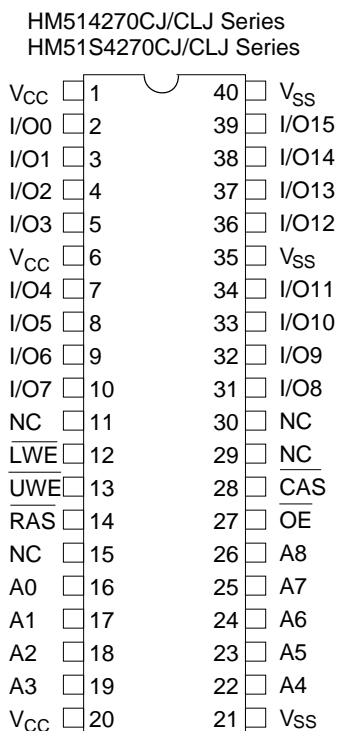 HM514270CJ/CLJ Series
HM51S4270CJ/CLJ Series
VCC 1 40 VSS
I/O0 2 39 I/O15
I/O1 3 38 I/O14
I/O2 4 37 I/O13
I/O3 5 36 I/O12
VCC 6 35 VSS
I/O4 7 34 I/O11
I/O5 8 33 I/O10
I/O6 9 32 I/O9
I/O7 10 31 I/O8
NC 11 30 NC
LWE 12 29 NC
UWE 13 28 CAS
RAS 14 27 OE
NC 15 26 A8
A0 16 25 A7
A1 17 24 A6
A2 18 23 A5
A3 19 22 A4
VCC 20 21 VSS